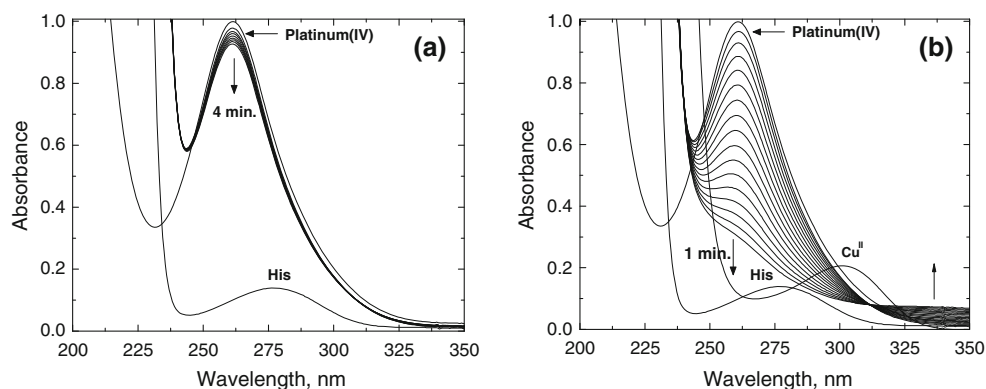 1.0
0.8
0.6
0.4
0.2
0.0
Absorbance
200 225 250 275 300 325 350
Wavelength, nm
Platinum(IV)
(a)
4 min.
His
1.0
0.8
0.6
0.4
0.2
0.0
Absorbance
200 225 250 275 300 325 350
Wavelength, nm
Platinum(IV)
(b)
1 min.
His
Cuᴵᴵ